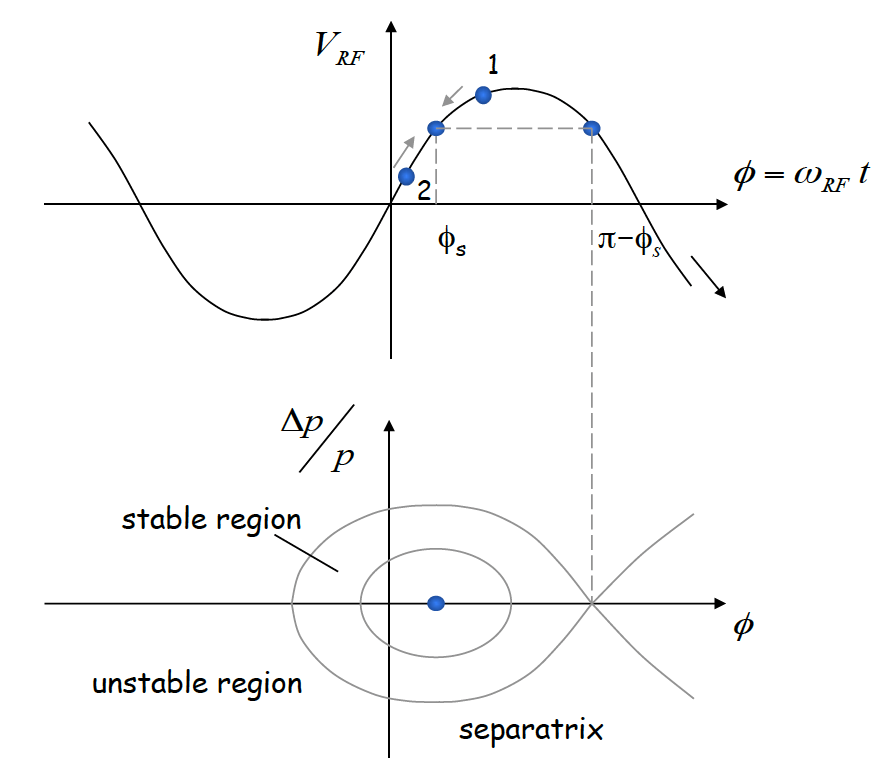 V_RF
1
2
ϕ = ω_RF t
ϕ_s
π−ϕ_s
Δp/p
stable region
ϕ
unstable region
separatrix